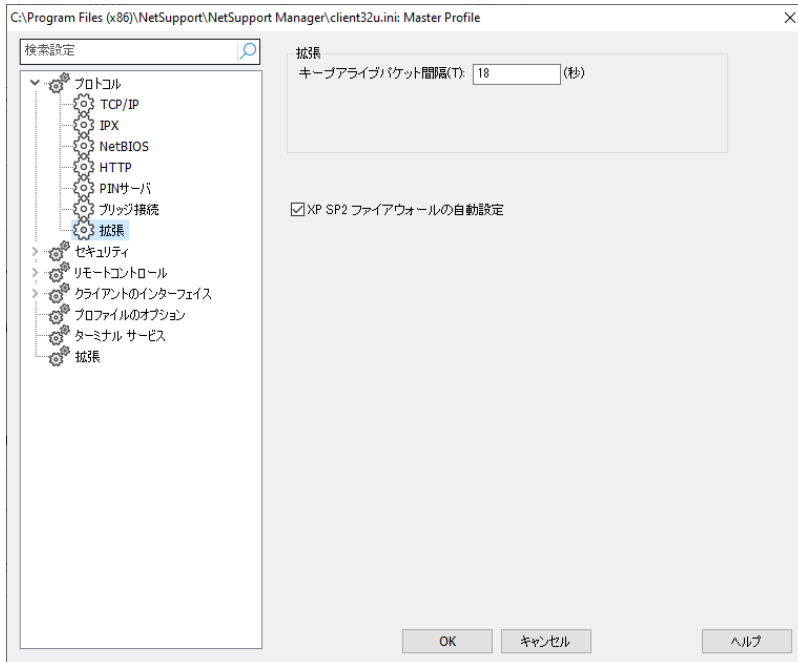 C:\Program Files (x86)\NetSupport\NetSupport Manager\client32u.ini: Master Profile
検索設定
プロトコル
TCP/IP
IPX
NetBIOS
HTTP
PINサーバ
ブリッジ接続
拡張
セキュリティ
リモートコントロール
クライアントのインターフェイス
プロファイルのオプション
ターミナル サービス
拡張
拡張
キープアライブパケット間隔(T): 18 (秒)
XP SP2 ファイアウォールの自動設定
OK キャンセル ヘルプ